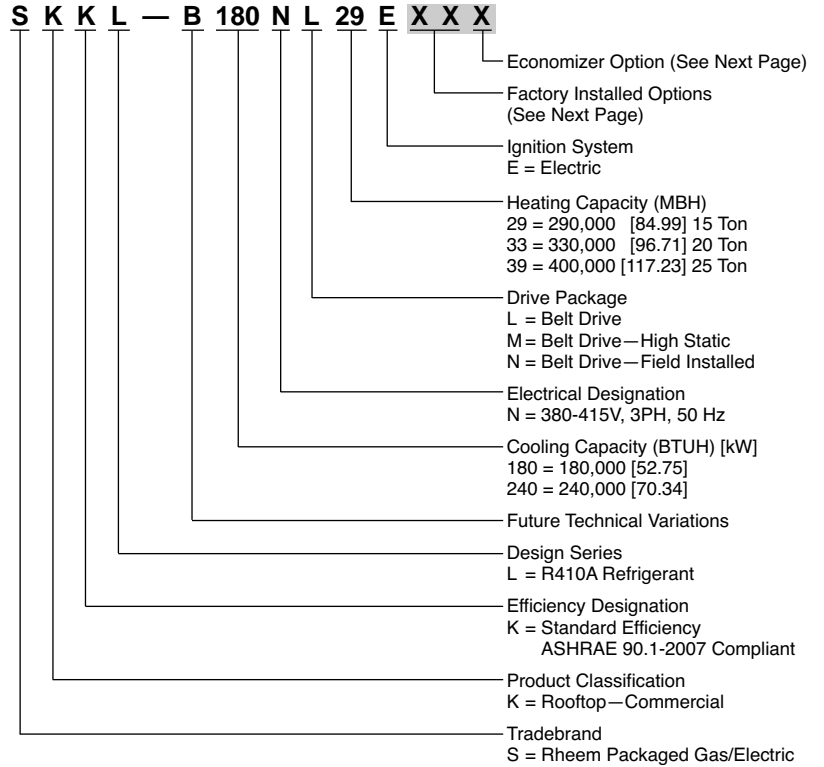 S K K L — B 180 N L 29 E X X X
Economizer Option (See Next Page)
Factory Installed Options
(See Next Page)
Ignition System
E = Electric
Heating Capacity (MBH)
29 = 290,000 [84.99] 15 Ton
33 = 330,000 [96.71] 20 Ton
39 = 400,000 [117.23] 25 Ton
Drive Package
L = Belt Drive
M = Belt Drive—High Static
N = Belt Drive—Field Installed
Electrical Designation
N = 380-415V, 3PH, 50 Hz
Cooling Capacity (BTUH) [kW]
180 = 180,000 [52.75]
240 = 240,000 [70.34]
Future Technical Variations
Design Series
L = R410A Refrigerant
Efficiency Designation
K = Standard Efficiency
ASHRAE 90.1-2007 Compliant
Product Classification
K = Rooftop—Commercial
Tradebrand
S = Rheem Packaged Gas/Electric